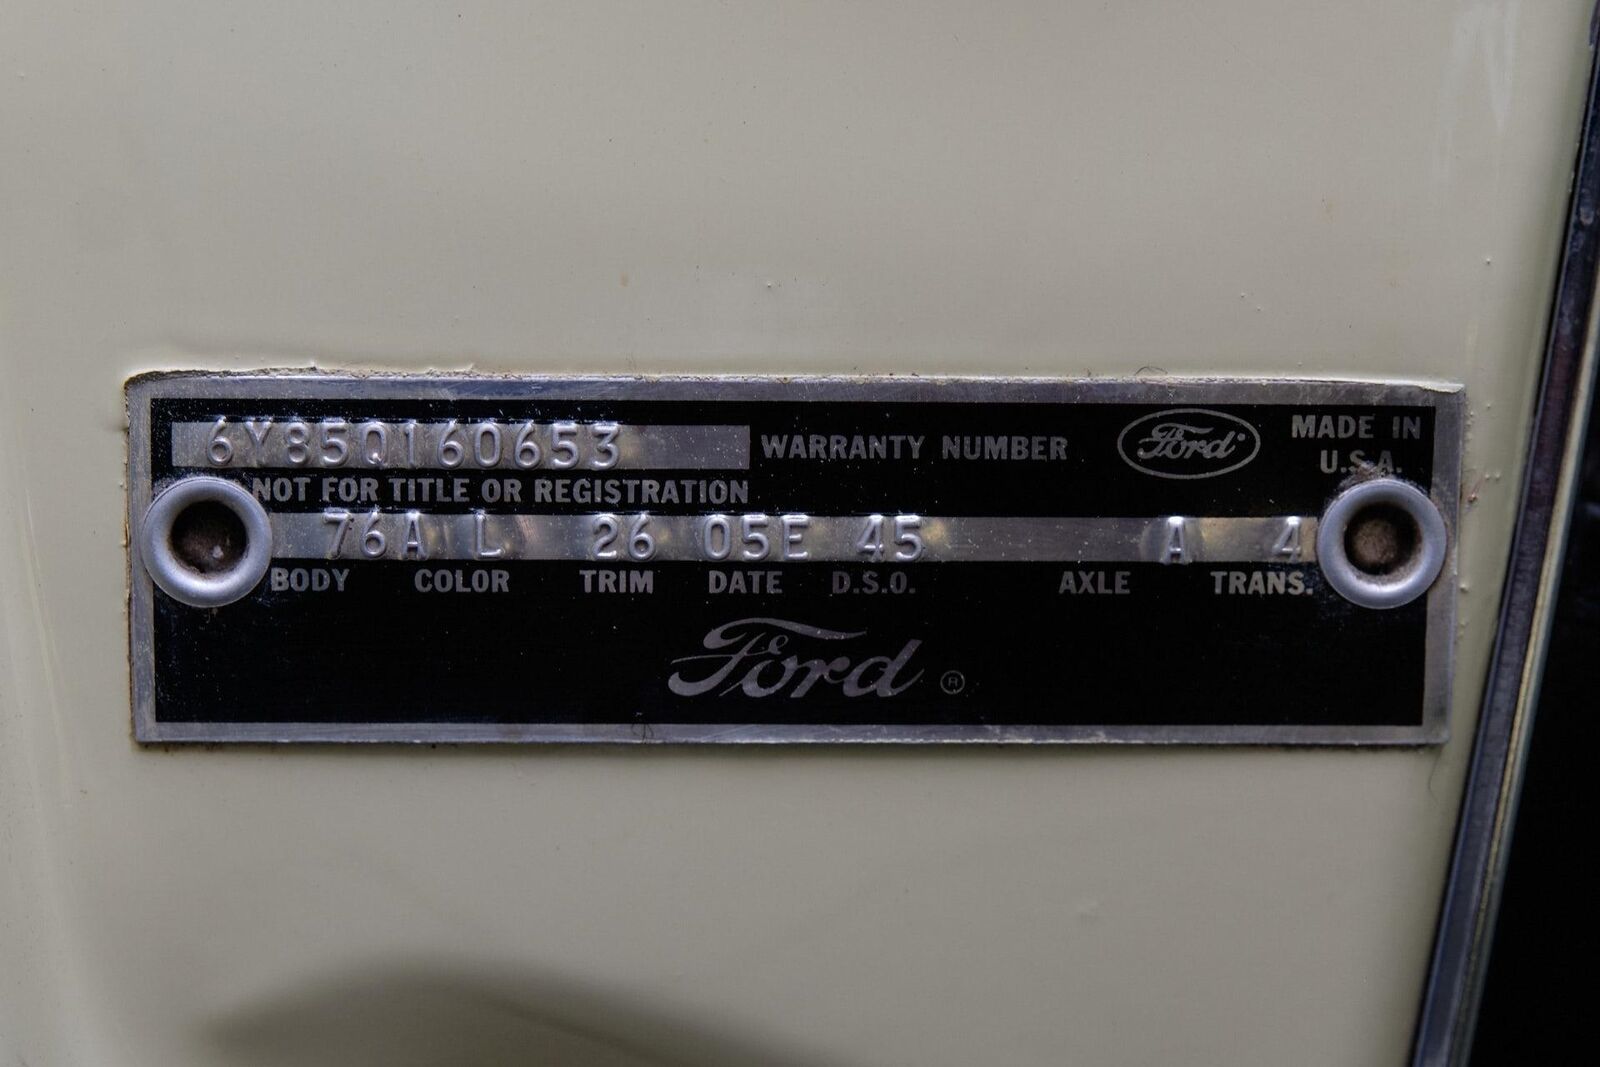 6Y85Q160653 WARRANTY NUMBER Ford MADE IN U.S.A.
NOT FOR TITLE OR REGISTRATION
76A L 26 05E 45 A 4
BODY COLOR TRIM DATE D.S.O. AXLE TRANS.
Ford ®